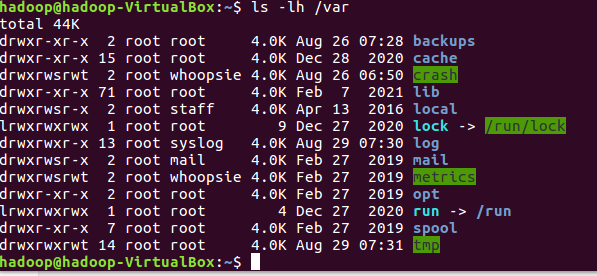 hadoop@hadoop-VirtualBox:~$ ls -lh /var
total 44K
drwxr-xr-x  2 root root     4.0K Aug 26 07:28 backups
drwxr-xr-x 15 root root     4.0K Dec 28  2020 cache
drwxrwsrwt  2 root whoopsie 4.0K Aug 26 06:50 crash
drwxr-xr-x 71 root root     4.0K Feb  7  2021 lib
drwxrwsr-x  2 root staff    4.0K Apr 13  2016 local
lrwxrwxrwx  1 root root        9 Dec 27  2020 lock -> /run/lock
drwxrwxr-x 13 root syslog   4.0K Aug 29 07:30 log
drwxrwsr-x  2 root mail     4.0K Feb 27  2019 mail
drwxrwsrwt  2 root whoopsie 4.0K Feb 27  2019 metrics
drwxr-xr-x  2 root root     4.0K Feb 27  2019 opt
lrwxrwxrwx  1 root root        4 Dec 27  2020 run -> /run
drwxr-xr-x  7 root root     4.0K Feb 27  2019 spool
drwxrwxrwt 14 root root     4.0K Aug 29 07:31 tmp
hadoop@hadoop-VirtualBox:~$